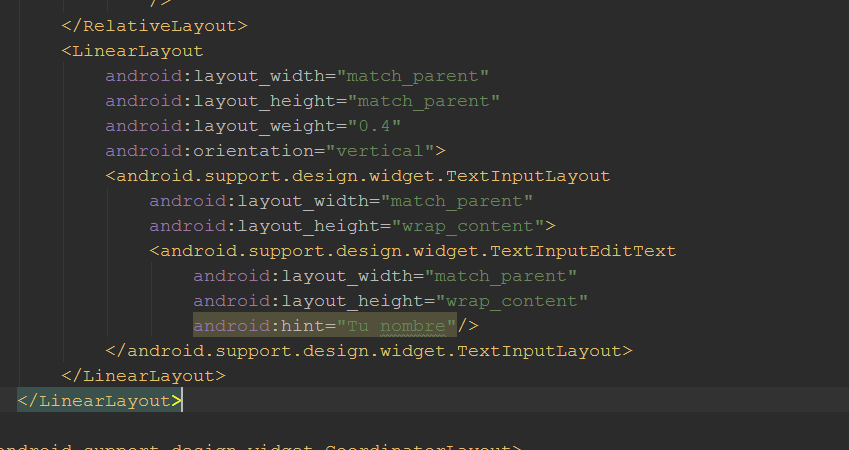 />
</RelativeLayout>
<LinearLayout
android:layout_width="match_parent"
android:layout_height="match_parent"
android:layout_weight="0.4"
android:orientation="vertical">
<android.support.design.widget.TextInputLayout
android:layout_width="match_parent"
android:layout_height="wrap_content">
<android.support.design.widget.TextInputEditText
android:layout_width="match_parent"
android:layout_height="wrap_content"
android:hint="Tu nombre"/>
</android.support.design.widget.TextInputLayout>
</LinearLayout>
</LinearLayout>
android.support.design.widget.CoordinatorLayout>